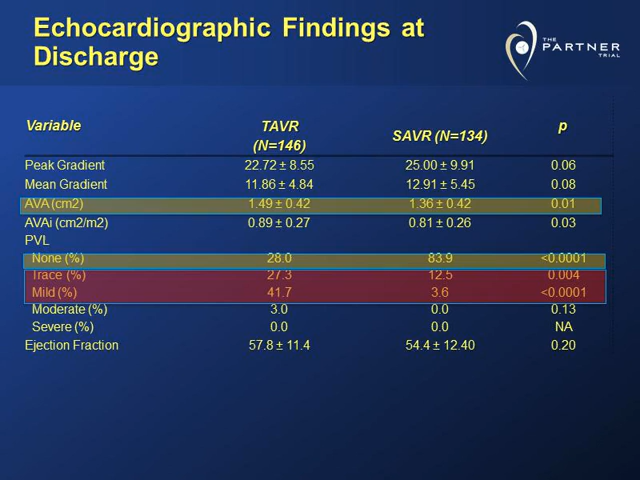 Echocardiographic Findings at
Discharge
THE
PARTNER
TRIAL
Variable TAVR (N=146) SAVR (N=134) p
Peak Gradient 22.72 ± 8.55 25.00 ± 9.91 0.06
Mean Gradient 11.86 ± 4.84 12.91 ± 5.45 0.08
AVA (cm2) 1.49 ± 0.42 1.36 ± 0.42 0.01
AVAi (cm2/m2) 0.89 ± 0.27 0.81 ± 0.26 0.03
PVL
None (%) 28.0 83.9 <0.0001
Trace (%) 27.3 12.5 0.004
Mild (%) 41.7 3.6 <0.0001
Moderate (%) 3.0 0.0 0.13
Severe (%) 0.0 0.0 NA
Ejection Fraction 57.8 ± 11.4 54.4 ± 12.40 0.20